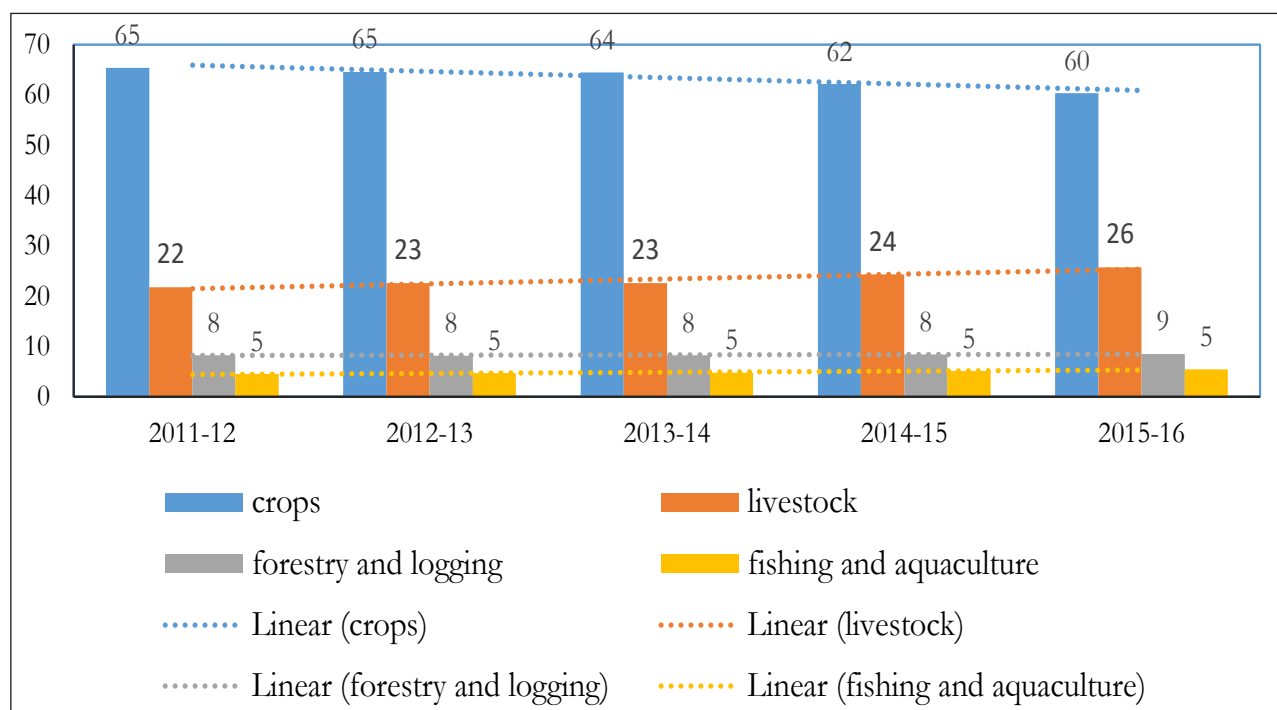 70
60
50
40
30
20
10
0
65 65 64 62 60
22 23 23 24 26
8 8 8 8 9
5 5 5 5 5
2011-12 2012-13 2013-14 2014-15 2015-16
crops livestock
forestry and logging fishing and aquaculture
Linear (crops) Linear (livestock)
Linear (forestry and logging) Linear (fishing and aquaculture)